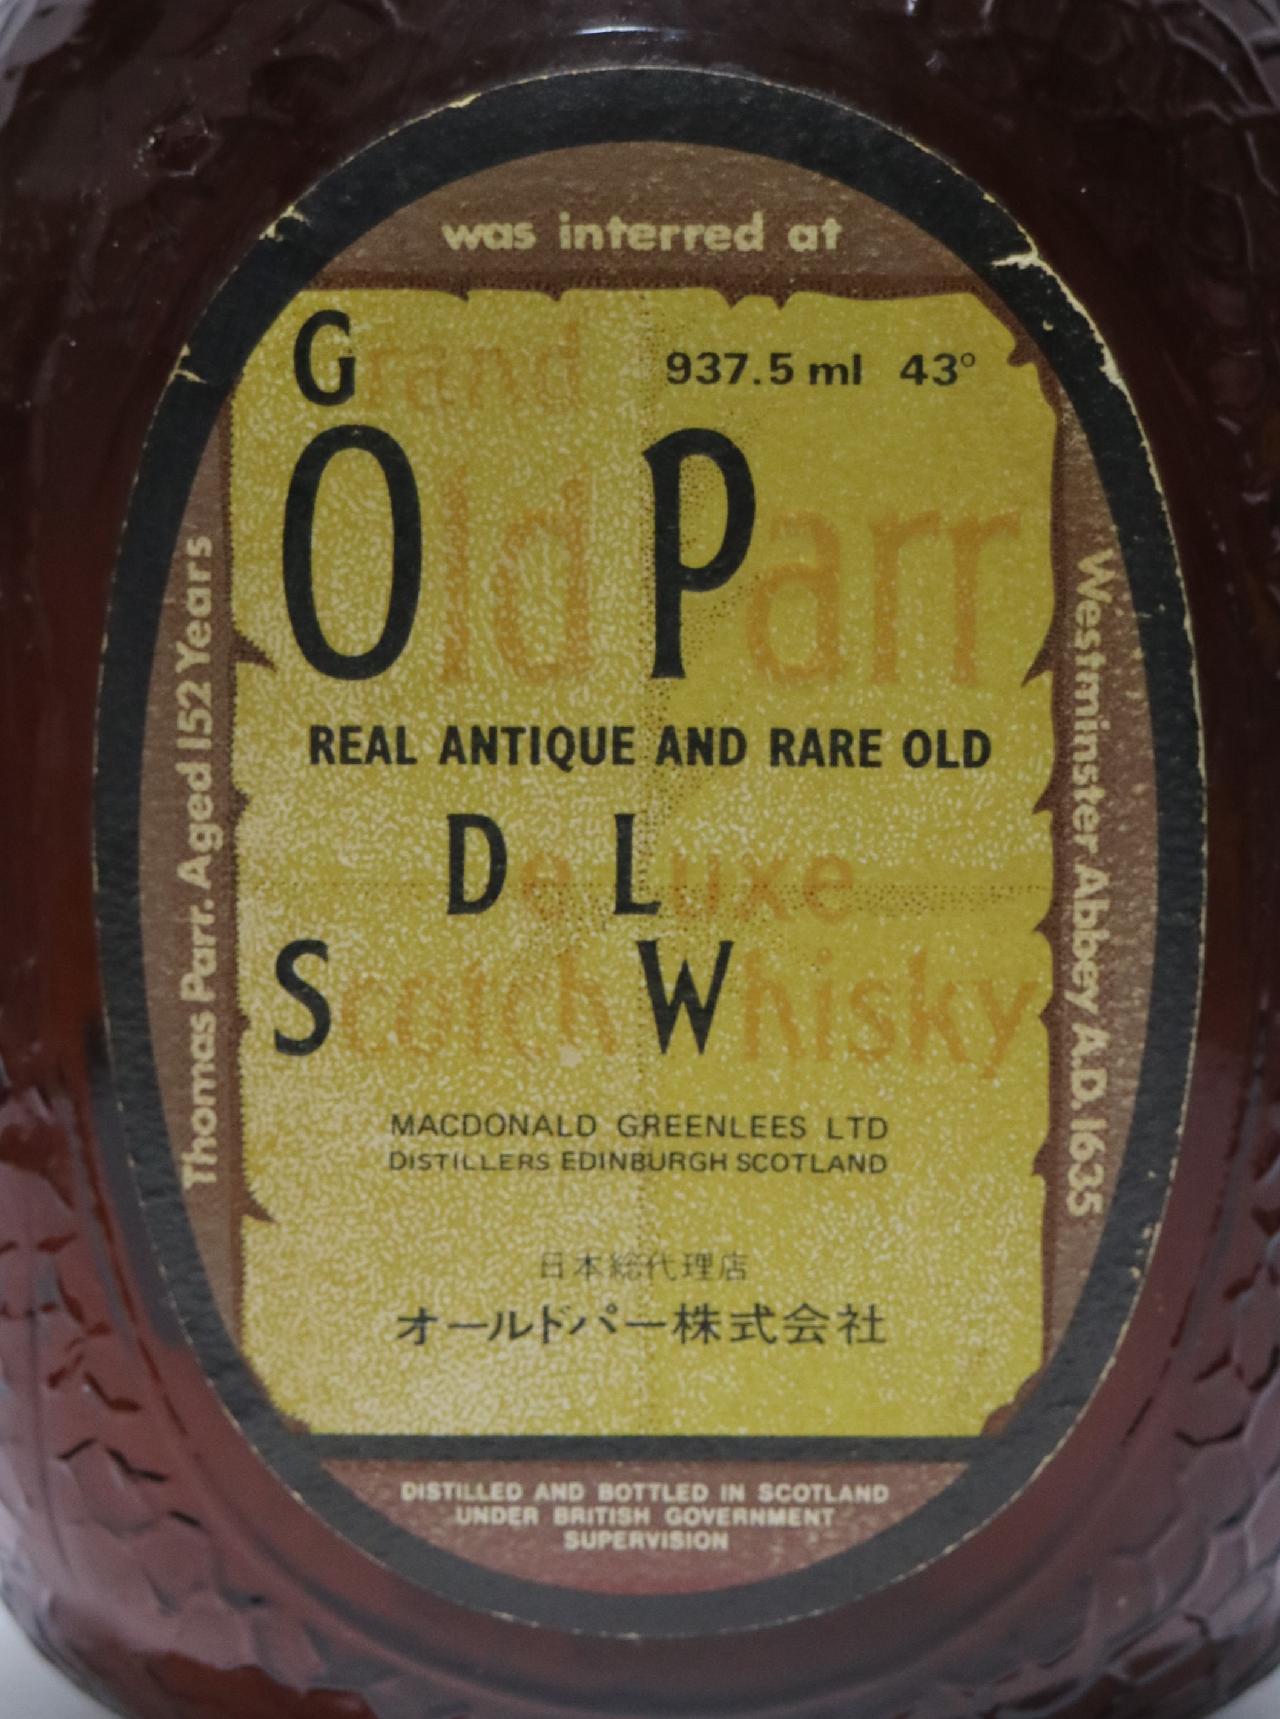 was interred at
Thomas Parr. Aged 152 Years
Westminster Abbey A.D. 1635
Grand
937.5 ml 43°
Old Parr
REAL ANTIQUE AND RARE OLD
De Luxe
Scotch Whisky
MACDONALD GREENLEES LTD
DISTILLERS EDINBURGH SCOTLAND
日本総代理店
オールドパー株式会社
DISTILLED AND BOTTLED IN SCOTLAND
UNDER BRITISH GOVERNMENT
SUPERVISION